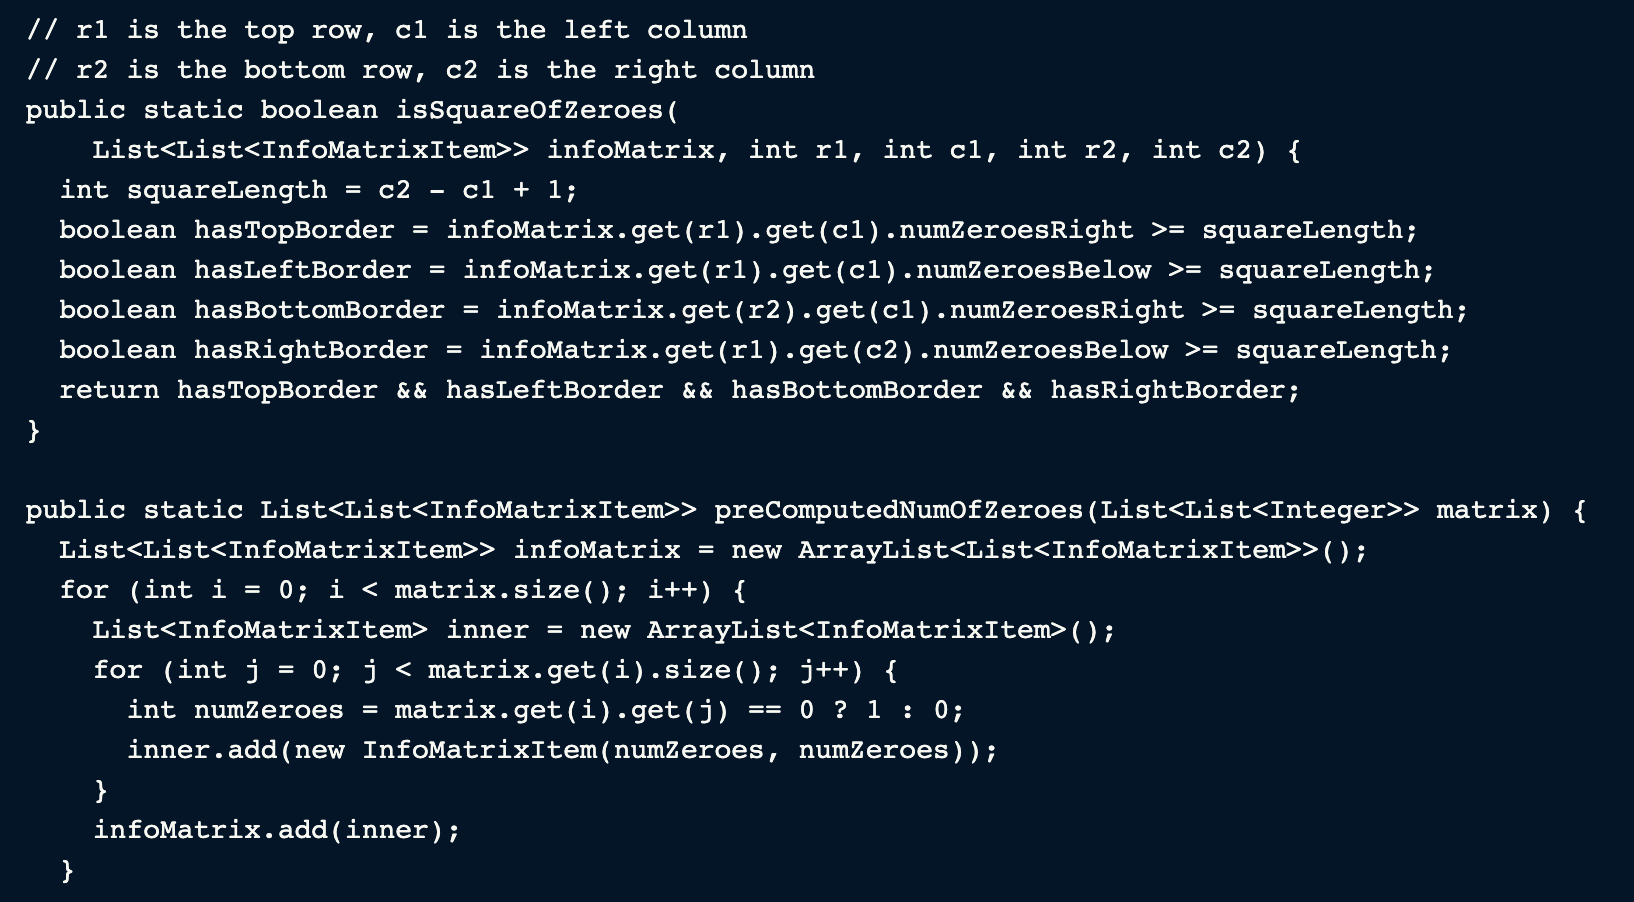 // r1 is the top row, c1 is the left column
// r2 is the bottom row, c2 is the right column
public static boolean isSquareOfZeroes(
    List<List<InfoMatrixItem>> infoMatrix, int r1, int c1, int r2, int c2) {
  int squareLength = c2 - c1 + 1;
  boolean hasTopBorder = infoMatrix.get(r1).get(c1).numZeroesRight >= squareLength;
  boolean hasLeftBorder = infoMatrix.get(r1).get(c1).numZeroesBelow >= squareLength;
  boolean hasBottomBorder = infoMatrix.get(r2).get(c1).numZeroesRight >= squareLength;
  boolean hasRightBorder = infoMatrix.get(r1).get(c2).numZeroesBelow >= squareLength;
  return hasTopBorder && hasLeftBorder && hasBottomBorder && hasRightBorder;
}

public static List<List<InfoMatrixItem>> preComputedNumOfZeroes(List<List<Integer>> matrix) {
  List<List<InfoMatrixItem>> infoMatrix = new ArrayList<List<InfoMatrixItem>>();
  for (int i = 0; i < matrix.size(); i++) {
    List<InfoMatrixItem> inner = new ArrayList<InfoMatrixItem>();
    for (int j = 0; j < matrix.get(i).size(); j++) {
      int numZeroes = matrix.get(i).get(j) == 0 ? 1 : 0;
      inner.add(new InfoMatrixItem(numZeroes, numZeroes));
    }
    infoMatrix.add(inner);
  }